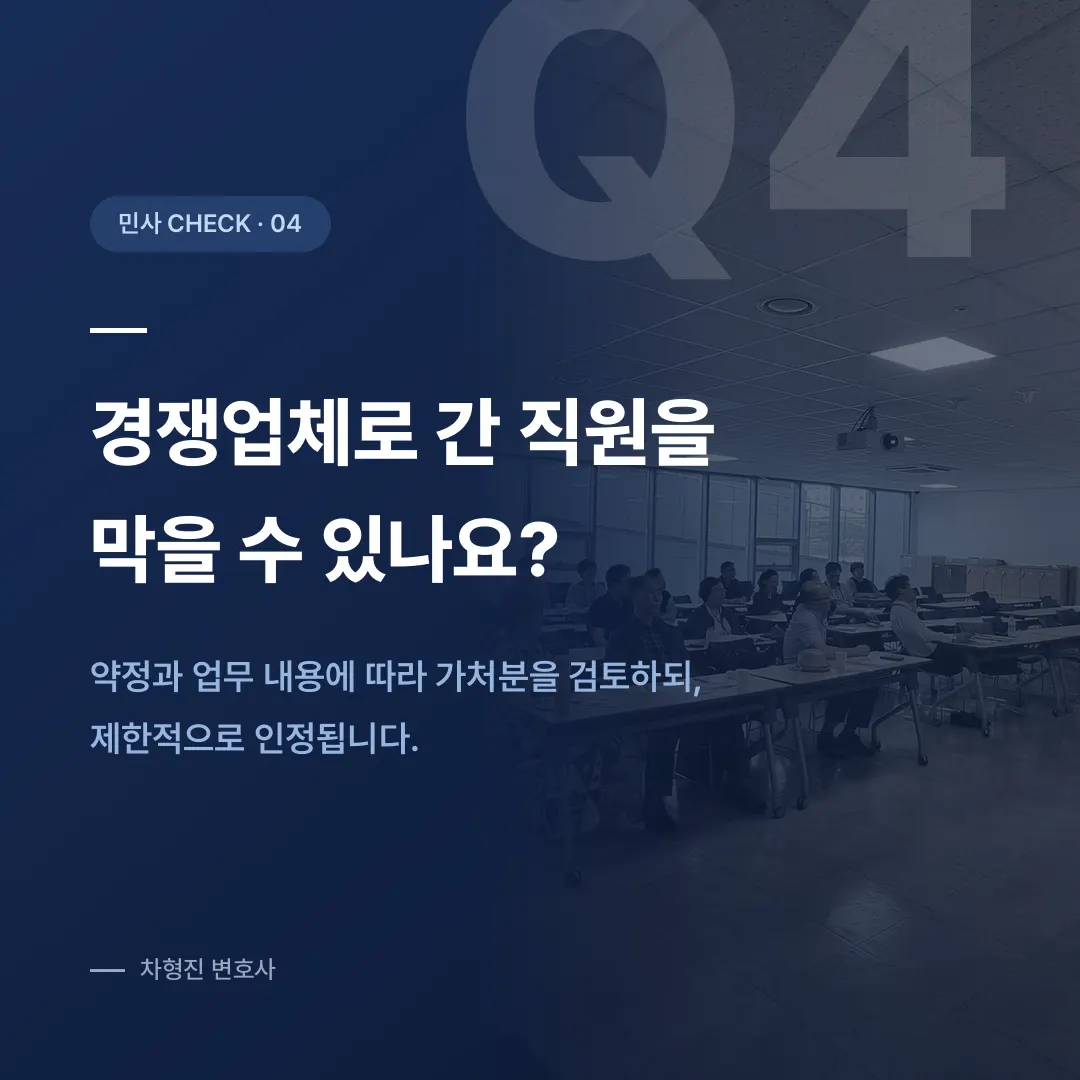 Q4
민사 CHECK · 04
경쟁업체로 간 직원을
막을 수 있나요?
약정과 업무 내용에 따라 가처분을 검토하되,
제한적으로 인정됩니다.
차형진 변호사